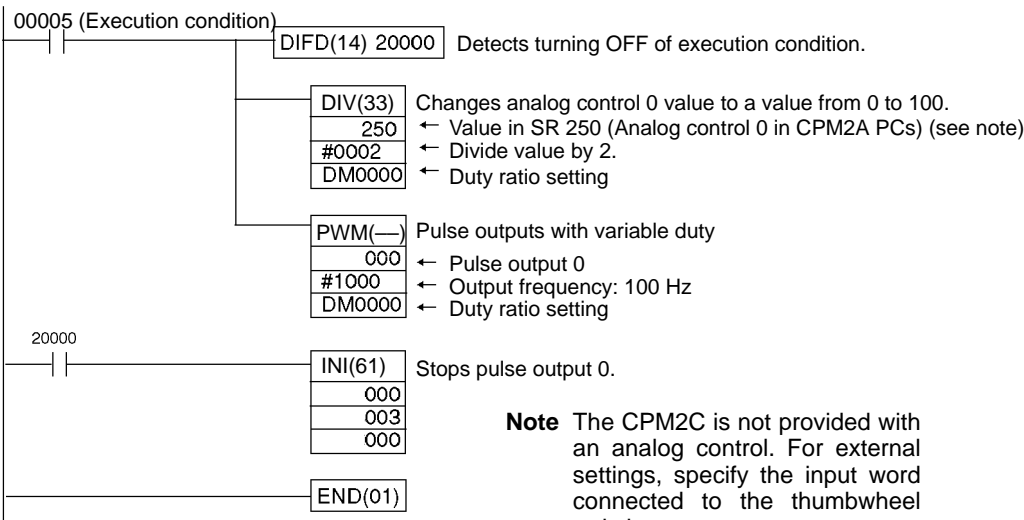 00005 (Execution condition)
DIFD(14) 20000 Detects turning OFF of execution condition.
DIV(33) Changes analog control 0 value to a value from 0 to 100.
250 ← Value in SR 250 (Analog control 0 in CPM2A PCs) (see note)
#0002 ← Divide value by 2.
DM0000 ← Duty ratio setting
PWM(—) Pulse outputs with variable duty
000 ← Pulse output 0
#1000 ← Output frequency: 100 Hz
DM0000 ← Duty ratio setting
20000
INI(61) Stops pulse output 0.
000
003
000
Note The CPM2C is not provided with
an analog control. For external
settings, specify the input word
connected to the thumbwheel
END(01)